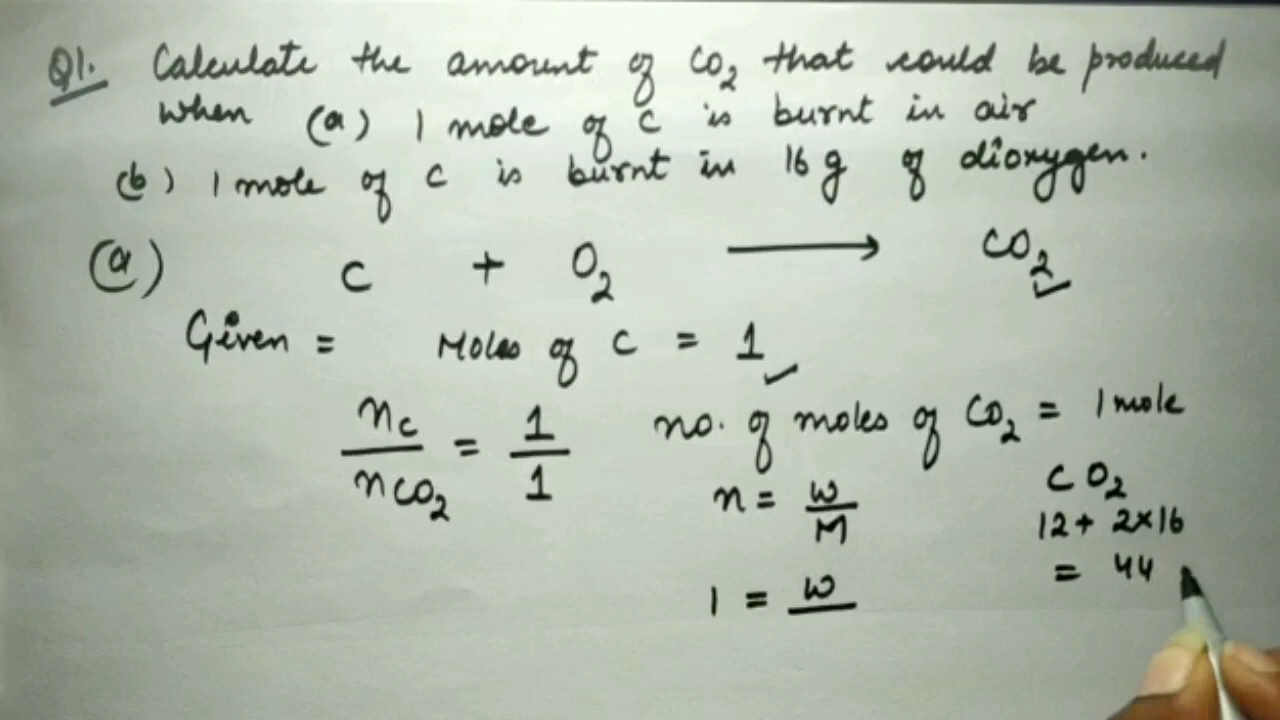 Q1. Calculate the amount of CO2 that could be produced
when (a) 1 mole of C is burnt in air
(b) 1 mole of C is burnt in 16 g of dioxygen.
(a) C + O2 ⟶ CO2 ✓
Given = Moles of C = 1 ✓
nC / nCO2 = 1 / 1
no. of moles of CO2 = 1 mole
n = w / M
1 = w /
CO2
12 + 2×16
= 44